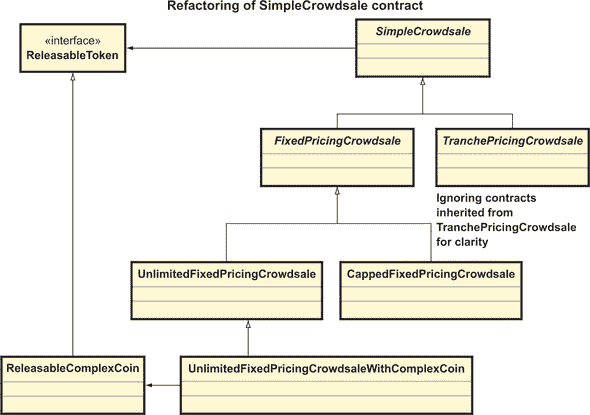 Refactoring of SimpleCrowdsale contract
«interface»
ReleasableToken
SimpleCrowdsale
FixedPricingCrowdsale
TranchePricingCrowdsale
Ignoring contracts
inherited from
TranchePricingCrowdsale
for clarity
UnlimitedFixedPricingCrowdsale
CappedFixedPricingCrowdsale
ReleasableComplexCoin
UnlimitedFixedPricingCrowdsaleWithComplexCoin